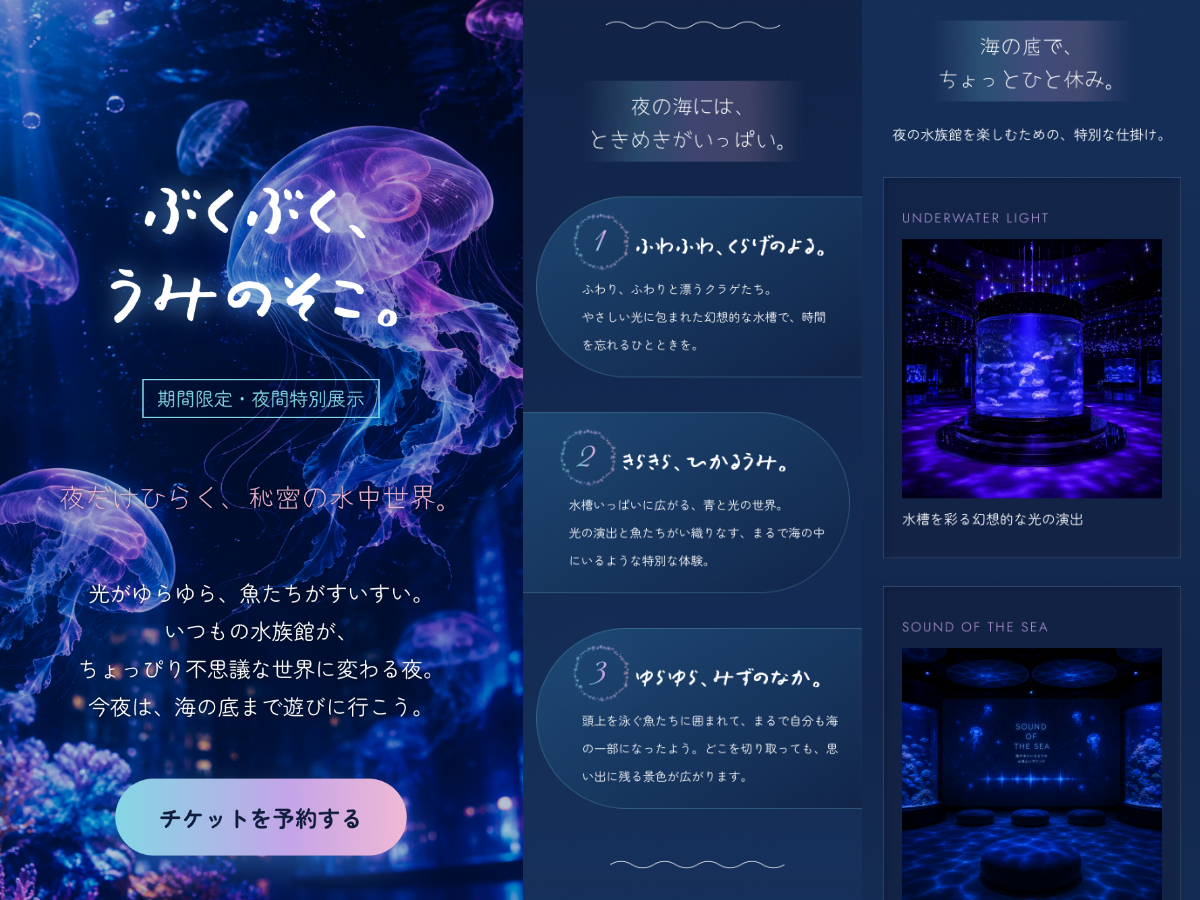 ぶくぶく、
うみのそこ。
期間限定・夜間特別展示
夜だけひらく、秘密の水中世界。
光がゆらゆら、魚たちがすいすい。
いつもの水族館が、
ちょっぴり不思議な世界に変わる夜。
今夜は、海の底まで遊びに行こう。
チケットを予約する
夜の海には、
ときめきがいっぱい。
1 ふわふわ、くらげのよる。
ふわり、ふわりと漂うクラゲたち。
やさしい光に包まれた幻想的な水槽で、時間
を忘れるひとときを。
2 きらきら、ひかるうみ。
水槽いっぱいに広がる、青と光の世界。
光の演出と魚たちがい織りなす、まるで海の中
にいるような特別な体験。
3 ゆらゆら、みずのなか。
頭上を泳ぐ魚たちに囲まれて、まるで自分も海
の一部になったよう。どこを切り取っても、思
い出に残る景色が広がります。
海の底で、
ちょっとひと休み。
夜の水族館を楽しむための、特別な仕掛け。
UNDERWATER LIGHT
水槽を彩る幻想的な光の演出
SOUND OF THE SEA
SOUND
OF
THE SEA